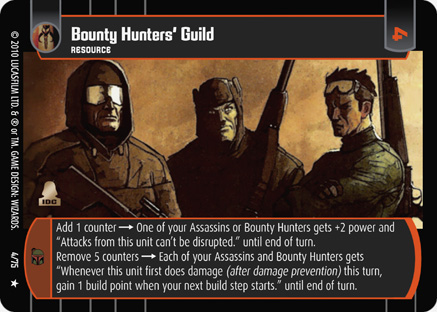 Bounty Hunters' Guild
RESOURCE
4
IDC
Add 1 counter → One of your Assassins or Bounty Hunters gets +2 power and
"Attacks from this unit can't be disrupted." until end of turn.
Remove 5 counters → Each of your Assassins and Bounty Hunters gets
"Whenever this unit first does damage (after damage prevention) this turn,
gain 1 build point when your next build step starts." until end of turn.
© 2010 LUCASFILM LTD. & ® or TM. GAME DESIGN: WIZARDS.
4/75 ★